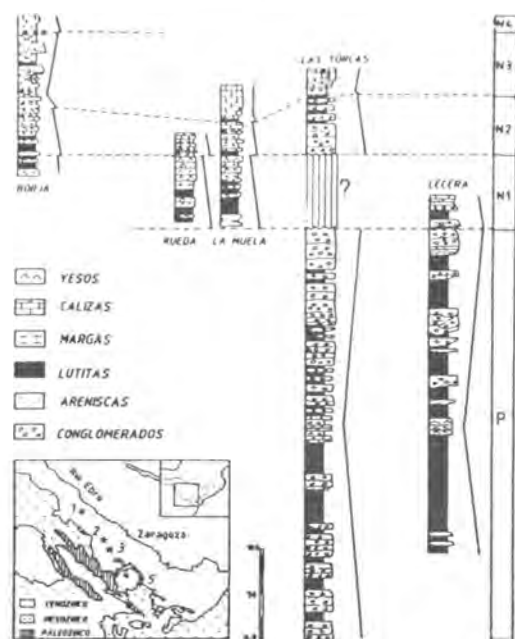 N4
N3
LAS TORCAS
N2
BORJA
?
LECERA
N1
RUEDA
LA MUELA
YESOS
CALIZAS
MARGAS
LUTITAS
ARENISCAS
CONGLOMERADOS
P
Rio Ebro
1
2
3
Zaragoza
5
CENOZOICO
MESOZOICO
PALEOZOICO